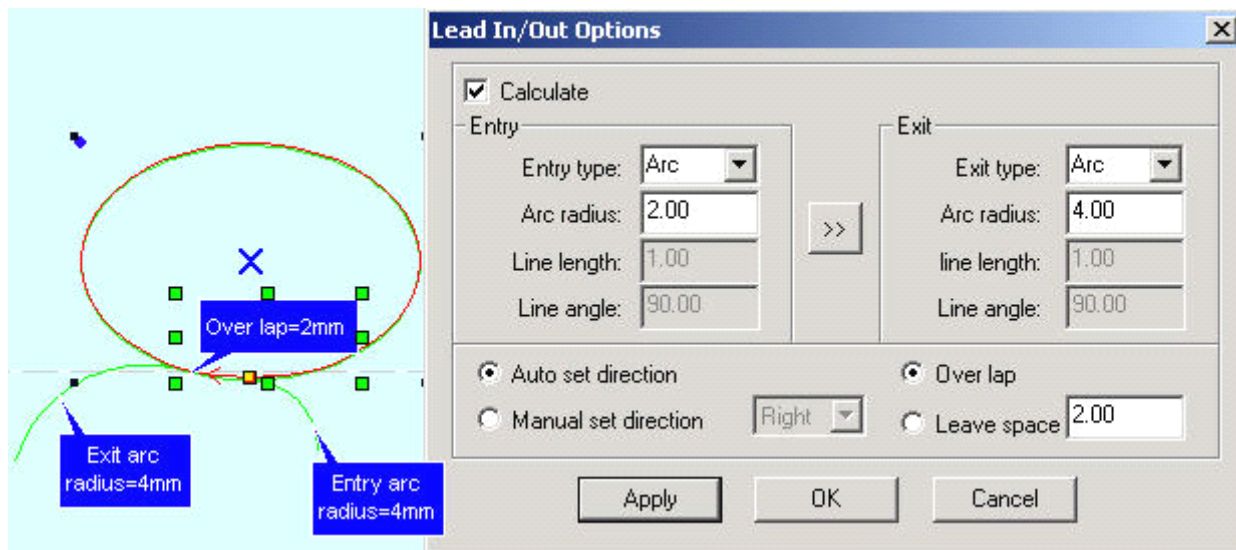 Lead In/Out Options
Calculate
Entry
Entry type: Arc
Arc radius: 2.00
Line length: 1.00
Line angle: 90.00
>>
Exit
Exit type: Arc
Arc radius: 4.00
line length: 1.00
Line angle: 90.00
Auto set direction
Manual set direction Right
Over lap
Leave space 2.00
Apply OK Cancel
Over lap=2mm
Exit arc
radius=4mm
Entry arc
radius=4mm